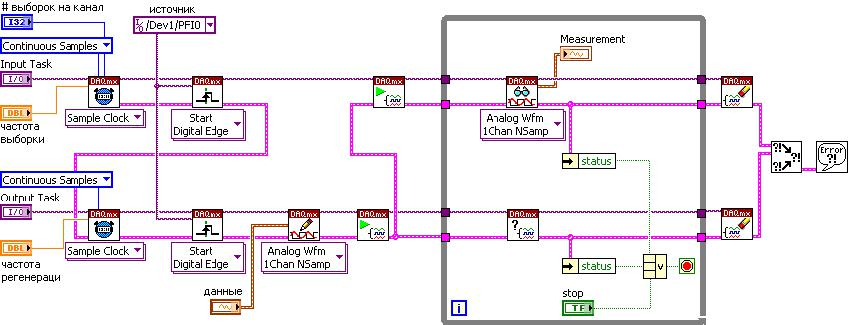 # выборок на канал
I32
источник
I/O /Dev1/PFI0
Continuous Samples
Measurement
Input Task
I/O
DAQmx
DAQmx
DAQmx
DAQmx
DAQmx
DBL
Sample Clock
Start
Digital Edge
Analog Wfm
1Chan NSamp
частота
выборки
status
?!
?!
?!
Error
?!
Continuous Samples
Output Task
I/O
DAQmx
DAQmx
DAQmx
DAQmx
DAQmx
DAQmx
?
DBL
Sample Clock
Start
Digital Edge
Analog Wfm
1Chan NSamp
status
V
частота
регенераци
данные
stop
TF
i